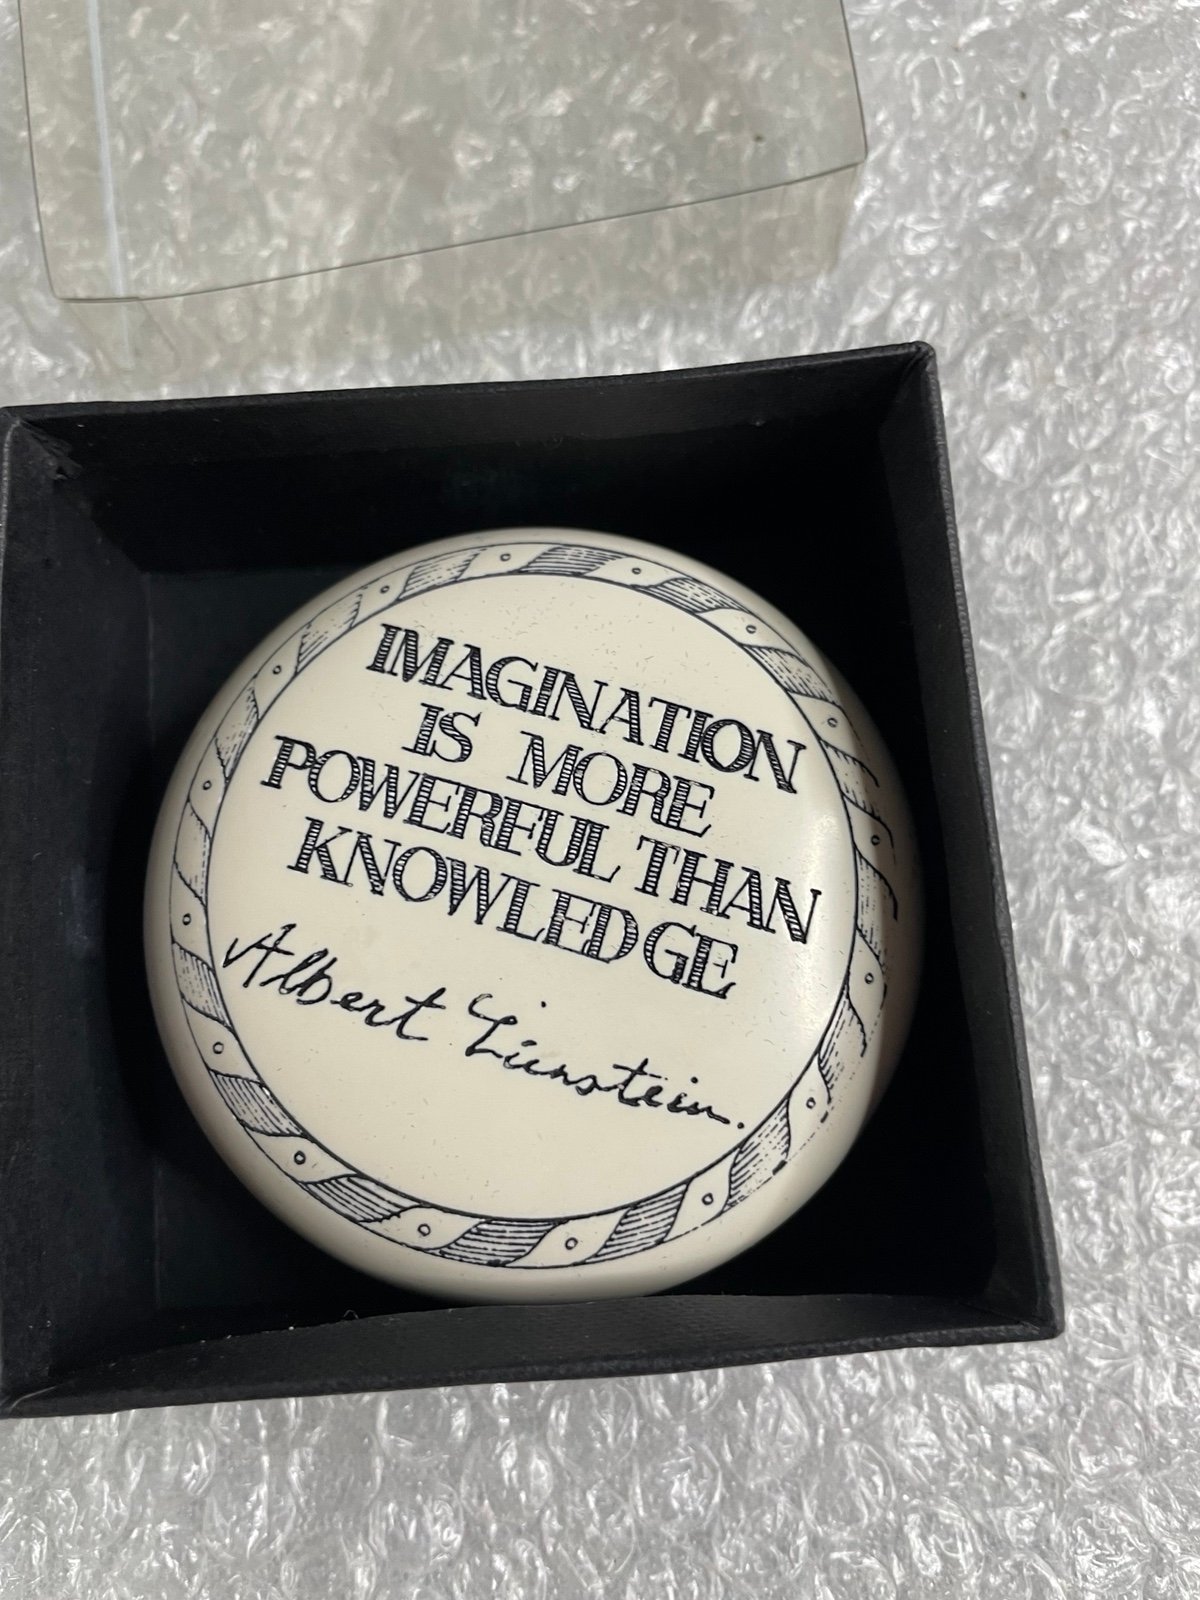 IMAGINATION
IS MORE
POWERFUL THAN
KNOWLEDGE
Albert Einstein.